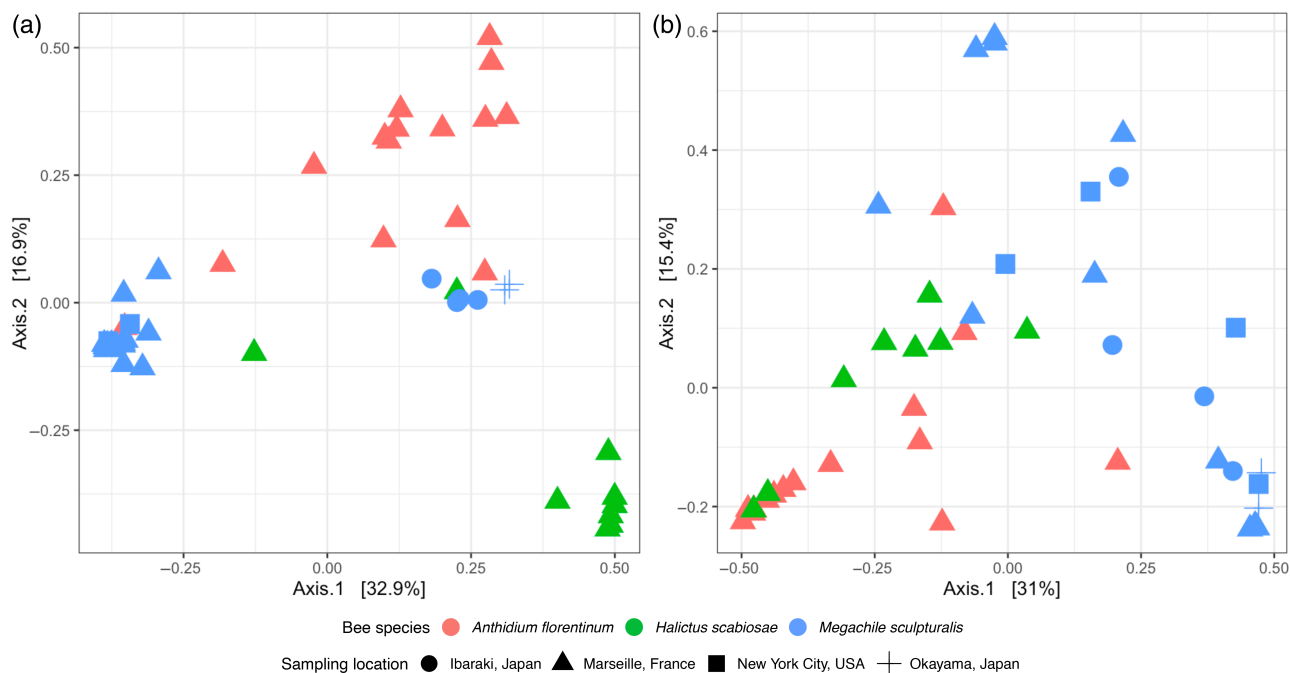 (a)
0.50
0.25
0.00
−0.25
Axis.2 [16.9%]
−0.25 0.00 0.25 0.50
Axis.1 [32.9%]
(b)
0.6
0.4
0.2
0.0
−0.2
Axis.2 [15.4%]
−0.50 −0.25 0.00 0.25 0.50
Axis.1 [31%]
Bee species Anthidium florentinum Halictus scabiosae Megachile sculpturalis
Sampling location Ibaraki, Japan Marseille, France New York City, USA Okayama, Japan